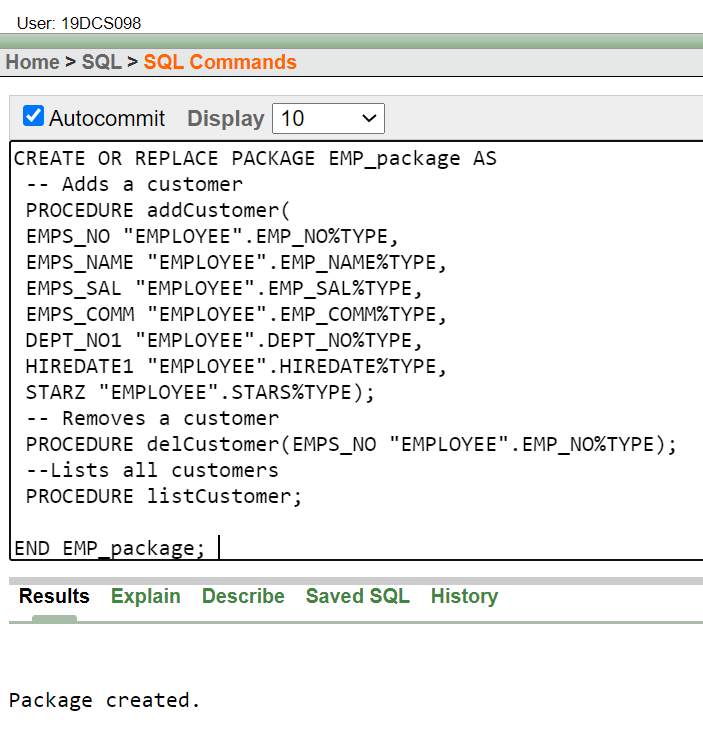 User: 19DCS098
Home > SQL > SQL Commands
Autocommit Display 10
CREATE OR REPLACE PACKAGE EMP_package AS
-- Adds a customer
PROCEDURE addCustomer(
EMPS_NO "EMPLOYEE".EMP_NO%TYPE,
EMPS_NAME "EMPLOYEE".EMP_NAME%TYPE,
EMPS_SAL "EMPLOYEE".EMP_SAL%TYPE,
EMPS_COMM "EMPLOYEE".EMP_COMM%TYPE,
DEPT_NO1 "EMPLOYEE".DEPT_NO%TYPE,
HIREDATE1 "EMPLOYEE".HIREDATE%TYPE,
STARZ "EMPLOYEE".STARS%TYPE);
-- Removes a customer
PROCEDURE delCustomer(EMPS_NO "EMPLOYEE".EMP_NO%TYPE);
--Lists all customers
PROCEDURE listCustomer;
END EMP_package;
Results Explain Describe Saved SQL History
Package created.